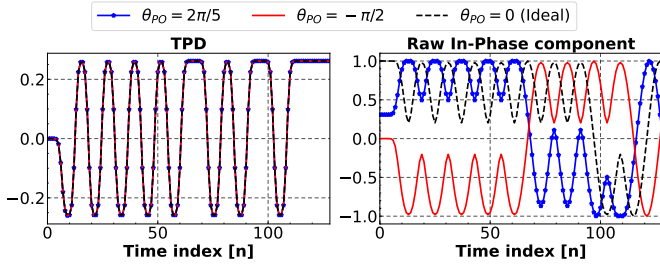 θ_PO = 2π/5 θ_PO = −π/2 θ_PO = 0 (Ideal)
TPD Raw In-Phase component
0.2
0.0
−0.2
1.0
0.5
0.0
−0.5
−1.0
0 50 100 0 50 100
Time index [n] Time index [n]